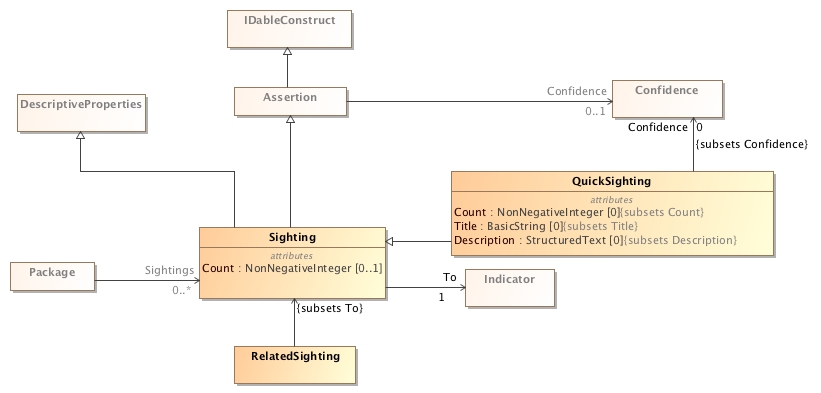 IDableConstruct
DescriptiveProperties
Assertion
Confidence
0..1
Confidence
Confidence 0
{subsets Confidence}
QuickSighting
attributes
Count : NonNegativeInteger [0]{subsets Count}
Title : BasicString [0]{subsets Title}
Description : StructuredText [0]{subsets Description}
Sighting
attributes
Count : NonNegativeInteger [0..1]
Package
Sightings
0..*
To
1
Indicator
{subsets To}
RelatedSighting